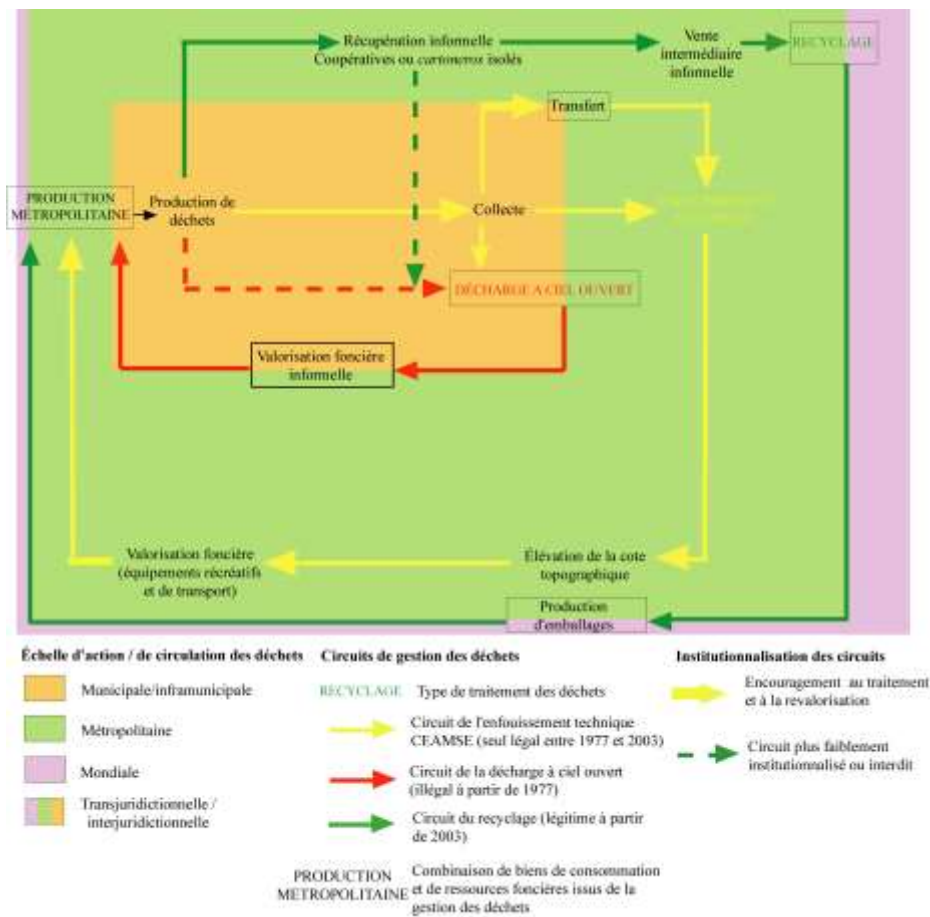 Récupération informelle
Coopératives ou cartoneros isolés
Vente
intermédiaire
informelle
RECYCLAGE
Transfert
PRODUCTION
MÉTROPOLITAINE
Production de
déchets
Collecte
DÉCHARGE A CIEL OUVERT
Valorisation foncière
informelle
Valorisation foncière
(équipements récréatifs
et de transport)
Élévation de la cote
topographique
Production
d'emballages
Échelle d'action / de circulation des déchets
Municipale/inframunicipale
Métropolitaine
Mondiale
Transjuridictionnelle /
interjuridictionnelle
Circuits de gestion des déchets
RECYCLAGE Type de traitement des déchets
Circuit de l'enfouissement technique
CEAMSE (seul légal entre 1977 et 2003)
Circuit de la décharge à ciel ouvert
(illégal à partir de 1977)
Circuit du recyclage (légitime à partir
de 2003)
PRODUCTION
METROPOLITAINE
Combinaison de biens de consommation
et de ressources foncières issus de la
gestion des déchets
Institutionnalisation des circuits
Encouragement au traitement
et à la revalorisation
Circuit plus faiblement
institutionnalisé ou interdit